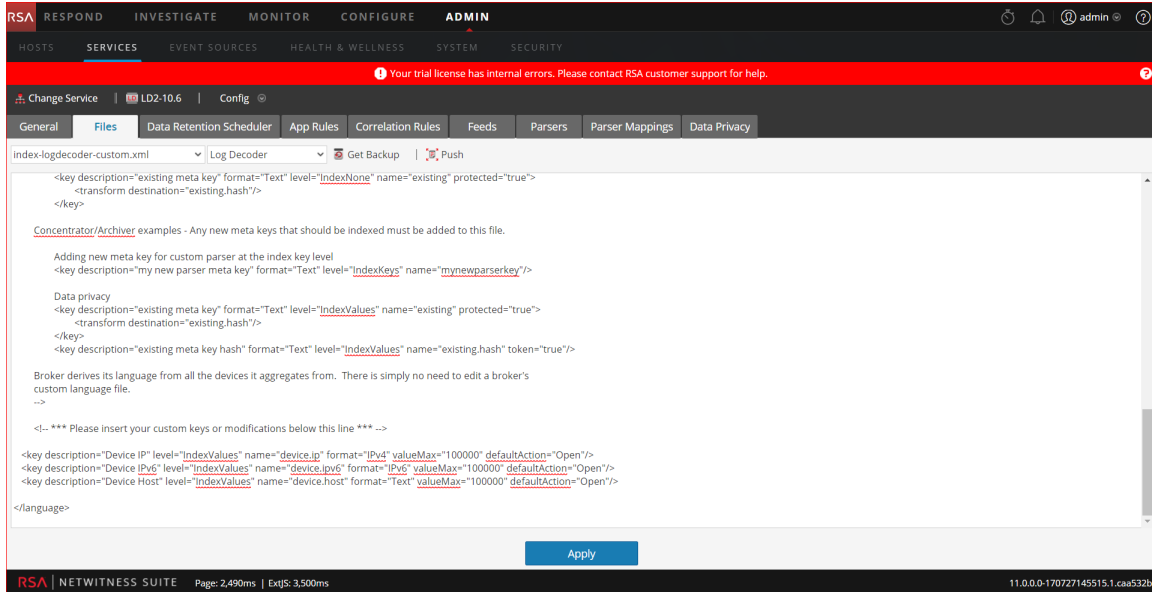 RSA RESPOND INVESTIGATE MONITOR CONFIGURE ADMIN admin ?
HOSTS SERVICES EVENT SOURCES HEALTH & WELLNESS SYSTEM SECURITY
! Your trial license has internal errors. Please contact RSA customer support for help. ?
Change Service | LD LD2-10.6 | Config
General Files Data Retention Scheduler App Rules Correlation Rules Feeds Parsers Parser Mappings Data Privacy
index-logdecoder-custom.xml Log Decoder Get Backup | Push
<key description="existing meta key" format="Text" level="IndexNone" name="existing" protected="true">
<transform destination="existing.hash"/>
</key>
Concentrator/Archiver examples - Any new meta keys that should be indexed must be added to this file.
Adding new meta key for custom parser at the index key level
<key description="my new parser meta key" format="Text" level="IndexKeys" name="mynewparserkey"/>
Data privacy
<key description="existing meta key" format="Text" level="IndexValues" name="existing" protected="true">
<transform destination="existing.hash"/>
</key>
<key description="existing meta key hash" format="Text" level="IndexValues" name="existing.hash" token="true"/>
Broker derives its language from all the devices it aggregates from.  There is simply no need to edit a broker's
custom language file.
-->
<!-- *** Please insert your custom keys or modifications below this line *** -->
<key description="Device IP" level="IndexValues" name="device.ip" format="IPv4" valueMax="100000" defaultAction="Open"/>
<key description="Device IPv6" level="IndexValues" name="device.ipv6" format="IPv6" valueMax="100000" defaultAction="Open"/>
<key description="Device Host" level="IndexValues" name="device.host" format="Text" valueMax="100000" defaultAction="Open"/>
</language>
Apply
RSA | NETWITNESS SUITE Page: 2,490ms | ExtJS: 3,500ms 11.0.0.0-170727145515.1.caa532b